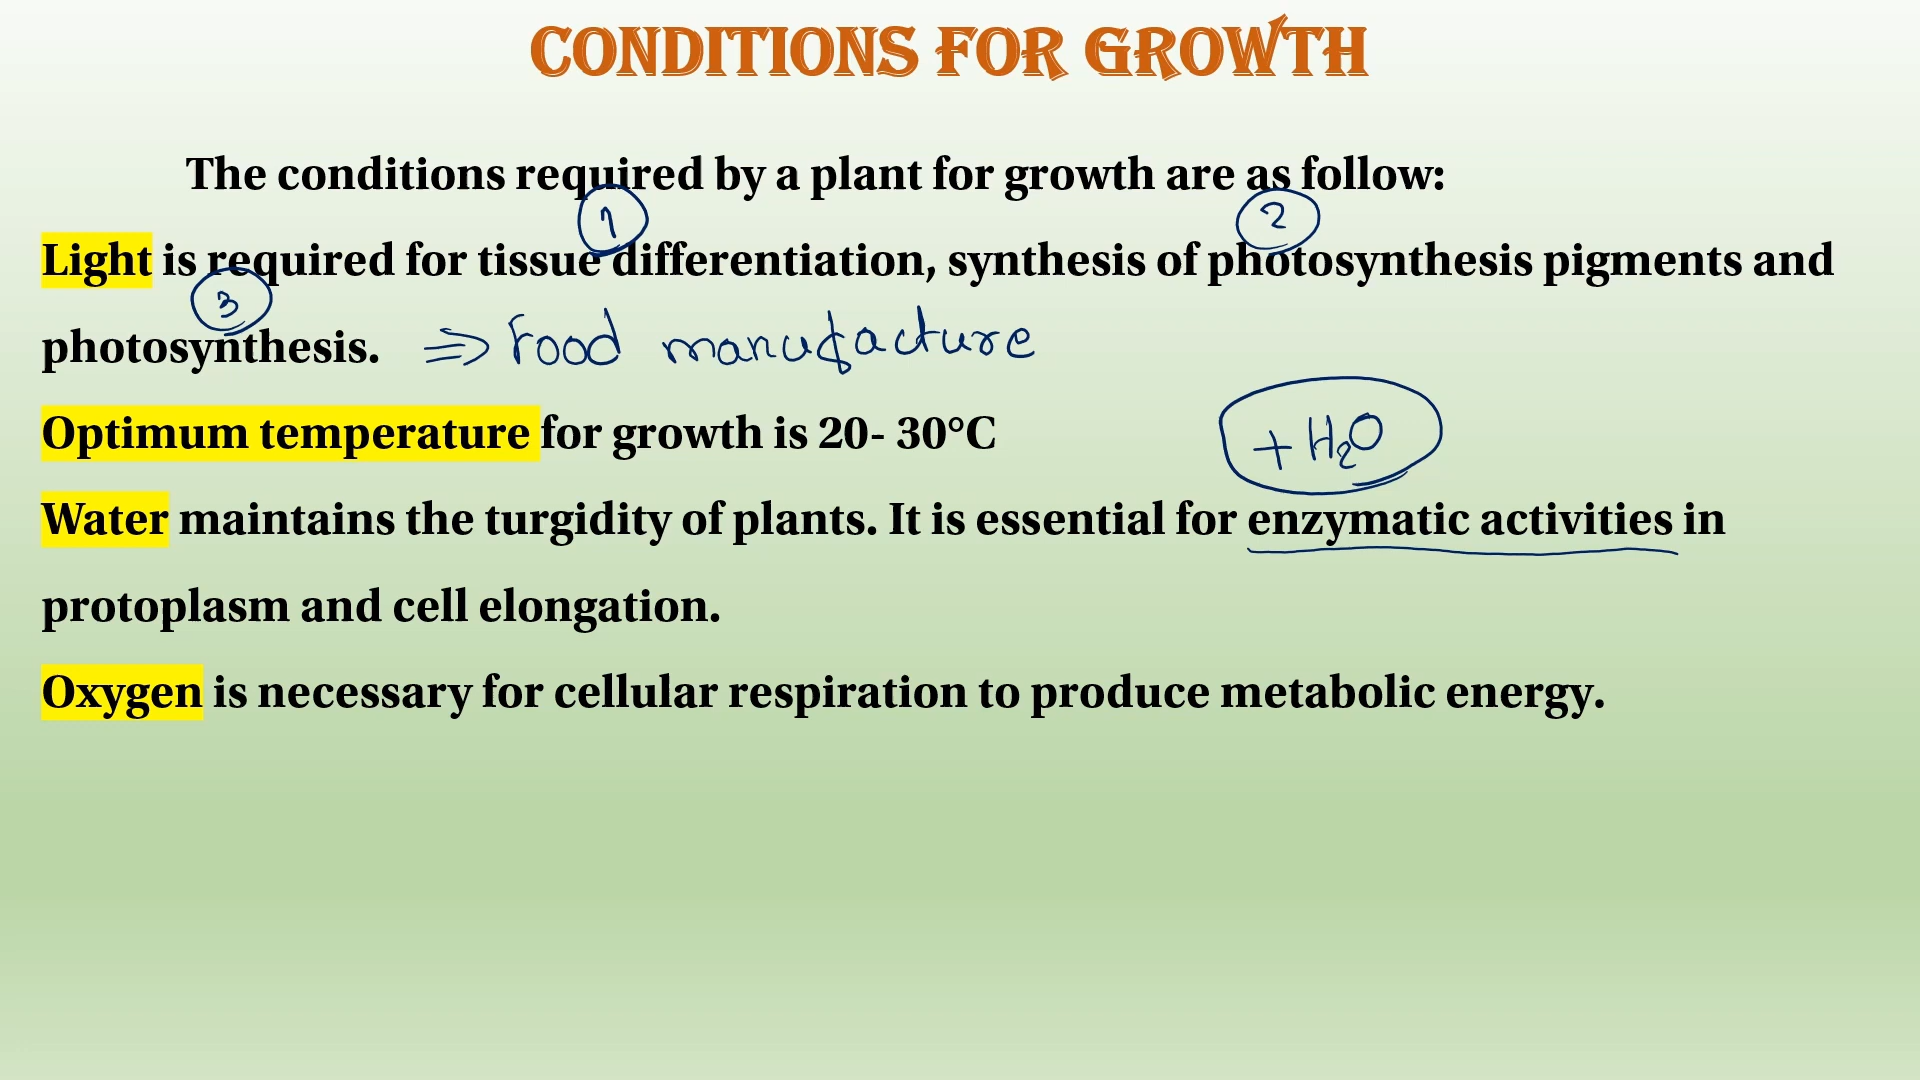 CONDITIONS FOR GROWTH
The conditions required by a plant for growth are as follow:
1 2
Light is required for tissue differentiation, synthesis of photosynthesis pigments and
3
photosynthesis. ⇒ Food manufacture
Optimum temperature for growth is 20- 30°C
+ H₂O
Water maintains the turgidity of plants. It is essential for enzymatic activities in
protoplasm and cell elongation.
Oxygen is necessary for cellular respiration to produce metabolic energy.